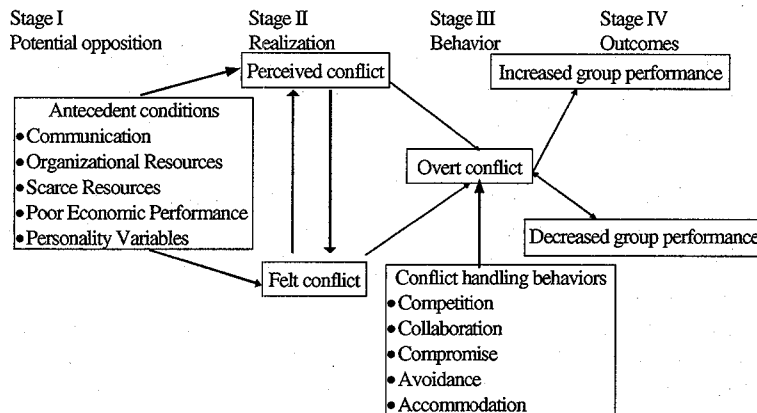 Stage I
Potential opposition
Stage II
Realization
Stage III
Behavior
Stage IV
Outcomes
Perceived conflict
Increased group performance
Antecedent conditions
●Communication
●Organizational Resources
●Scarce Resources
●Poor Economic Performance
●Personality Variables
Overt conflict
Decreased group performance
Felt conflict
Conflict handling behaviors
●Competition
●Collaboration
●Compromise
●Avoidance
●Accommodation